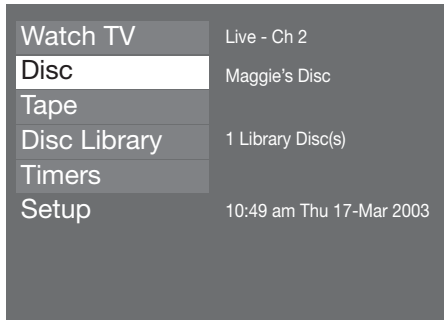 Watch TV Live - Ch 2
Disc Maggie's Disc
Tape
Disc Library 1 Library Disc(s)
Timers
Setup 10:49 am Thu 17-Mar 2003